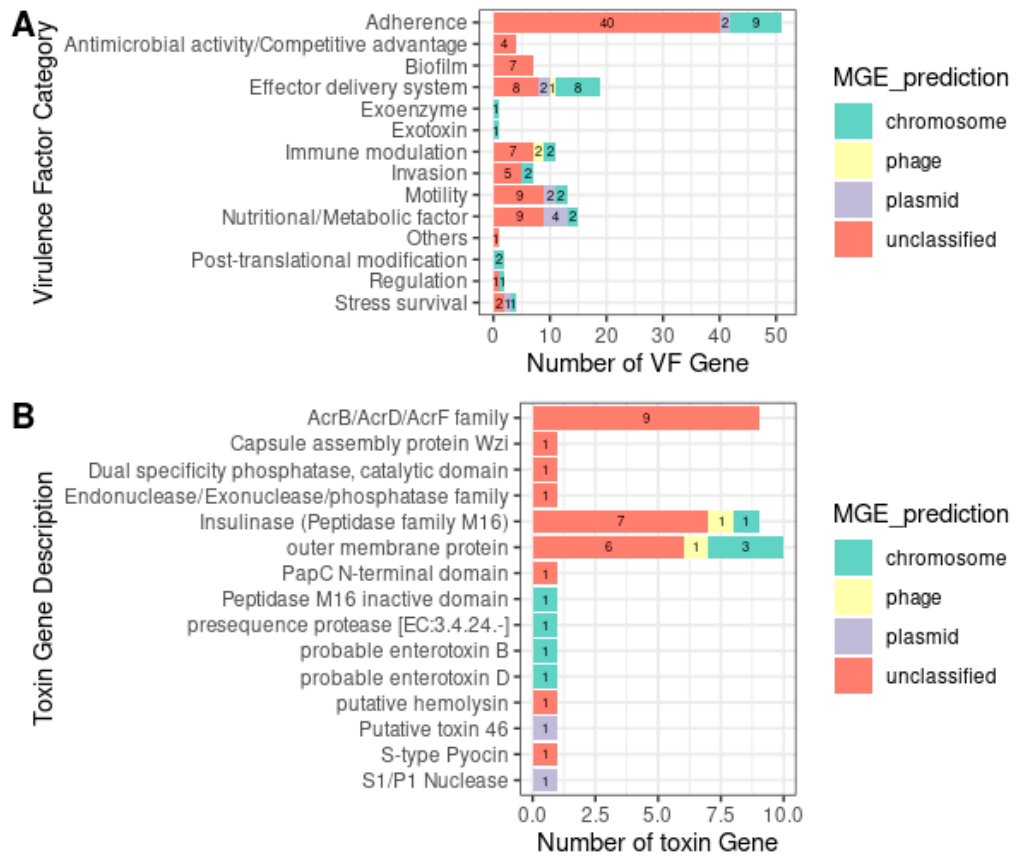 A
Virulence Factor Category
Adherence 40 2 9
Antimicrobial activity/Competitive advantage 4
Biofilm 7
Effector delivery system 8 2 1 8
Exoenzyme 1
Exotoxin 1
Immune modulation 7 2 2
Invasion 5 2
Motility 9 2 2
Nutritional/Metabolic factor 9 4 2
Others 1
Post-translational modification 2
Regulation 1 1
Stress survival 2 1 1
0 10 20 30 40 50
Number of VF Gene
MGE_prediction
chromosome
phage
plasmid
unclassified
B
Toxin Gene Description
AcrB/AcrD/AcrF family 9
Capsule assembly protein Wzi 1
Dual specificity phosphatase, catalytic domain 1
Endonuclease/Exonuclease/phosphatase family 1
Insulinase (Peptidase family M16) 7 1 1
outer membrane protein 6 1 3
PapC N-terminal domain 1
Peptidase M16 inactive domain 1
presequence protease [EC:3.4.24.-] 1
probable enterotoxin B 1
probable enterotoxin D 1
putative hemolysin 1
Putative toxin 46 1
S-type Pyocin 1
S1/P1 Nuclease 1
0.0 2.5 5.0 7.5 10.0
Number of toxin Gene
MGE_prediction
chromosome
phage
plasmid
unclassified